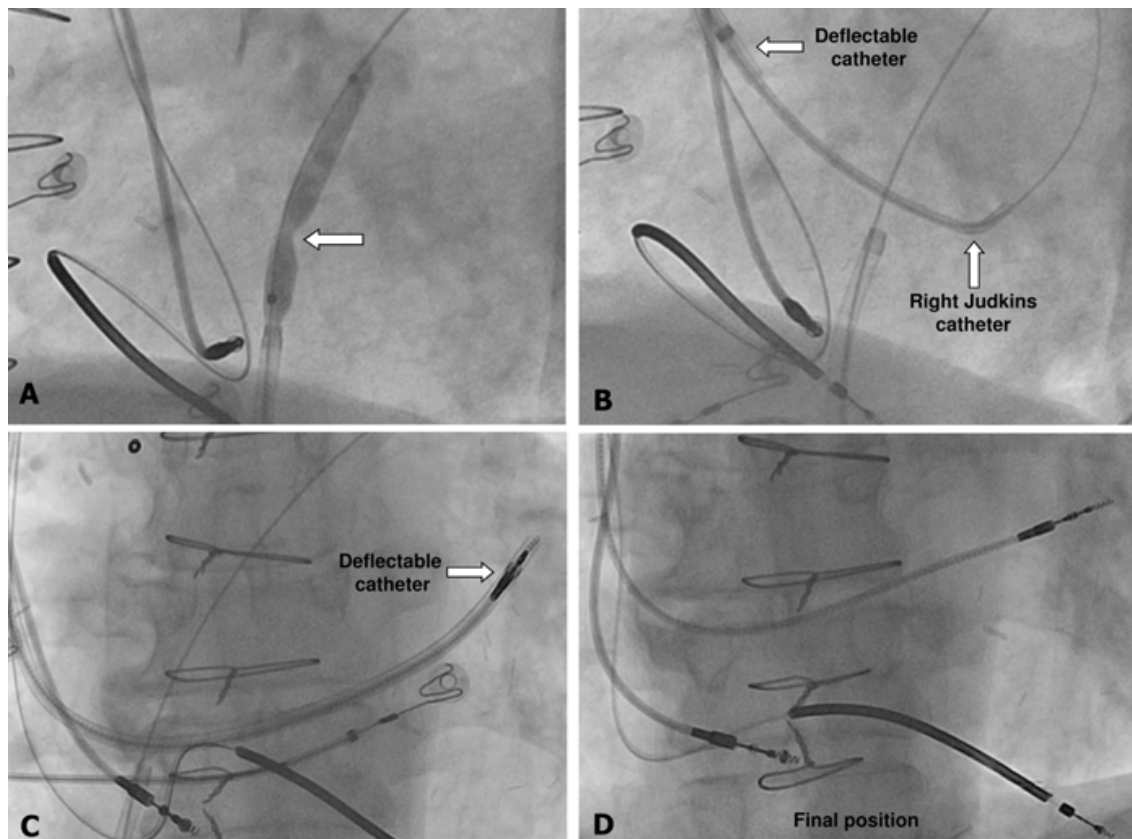 A
Deflectable
catheter
Right Judkins
catheter
B
Deflectable
catheter
C
Final position
D